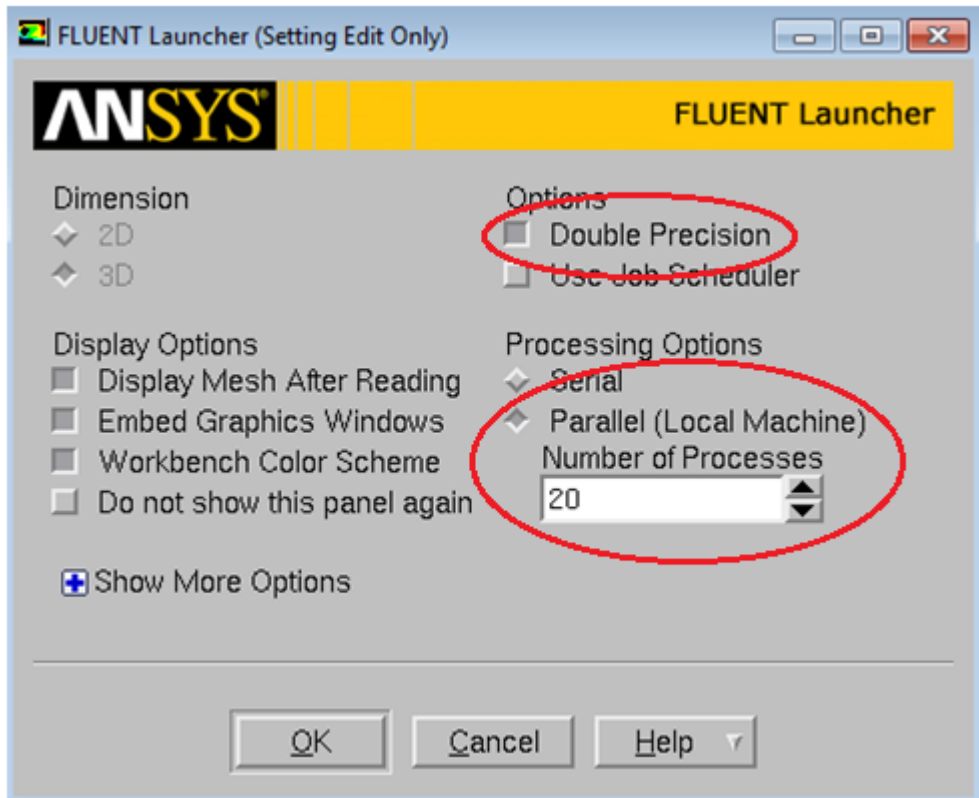 FLUENT Launcher (Setting Edit Only)
ANSYS
FLUENT Launcher
Dimension
2D
3D
Options
Double Precision
Use Job Scheduler
Display Options
Display Mesh After Reading
Embed Graphics Windows
Workbench Color Scheme
Do not show this panel again
Processing Options
Serial
Parallel (Local Machine)
Number of Processes
20
Show More Options
OK
Cancel
Help